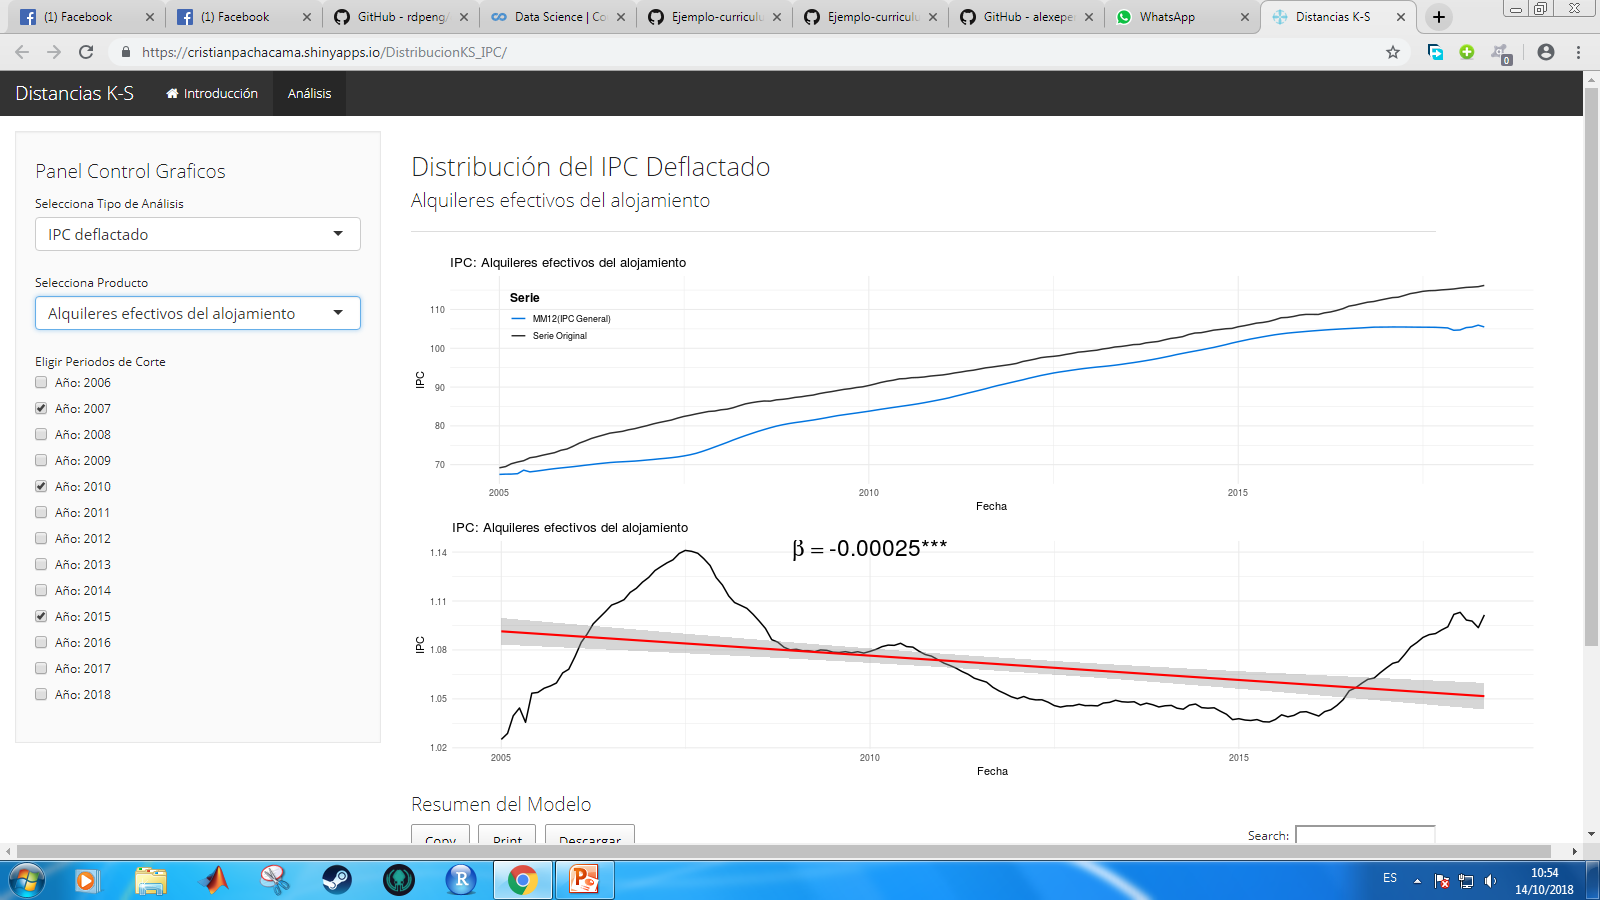 (1) Facebook
(1) Facebook
GitHub - rdpeng/
Data Science | Co
Ejemplo-curricul
Ejemplo-curricul
GitHub - alexepe
WhatsApp
Distancias K-S
https://cristianpachacama.shinyapps.io/DistribucionKS_IPC/
0
Distancias K-S Introducción Análisis
Panel Control Graficos
Selecciona Tipo de Análisis
IPC deflactado
Selecciona Producto
Alquileres efectivos del alojamiento
Eligir Periodos de Corte
Año: 2006
Año: 2007
Año: 2008
Año: 2009
Año: 2010
Año: 2011
Año: 2012
Año: 2013
Año: 2014
Año: 2015
Año: 2016
Año: 2017
Año: 2018
Distribución del IPC Deflactado
Alquileres efectivos del alojamiento
IPC: Alquileres efectivos del alojamiento
Serie
MM12(IPC General)
Serie Original
110
100
90
80
70
IPC
2005 2010 2015
Fecha
IPC: Alquileres efectivos del alojamiento
β = -0.00025***
1.14
1.11
1.08
1.05
1.02
IPC
2005 2010 2015
Fecha
Resumen del Modelo
Copy Print Descargar
Search:
ES
10:54
14/10/2018